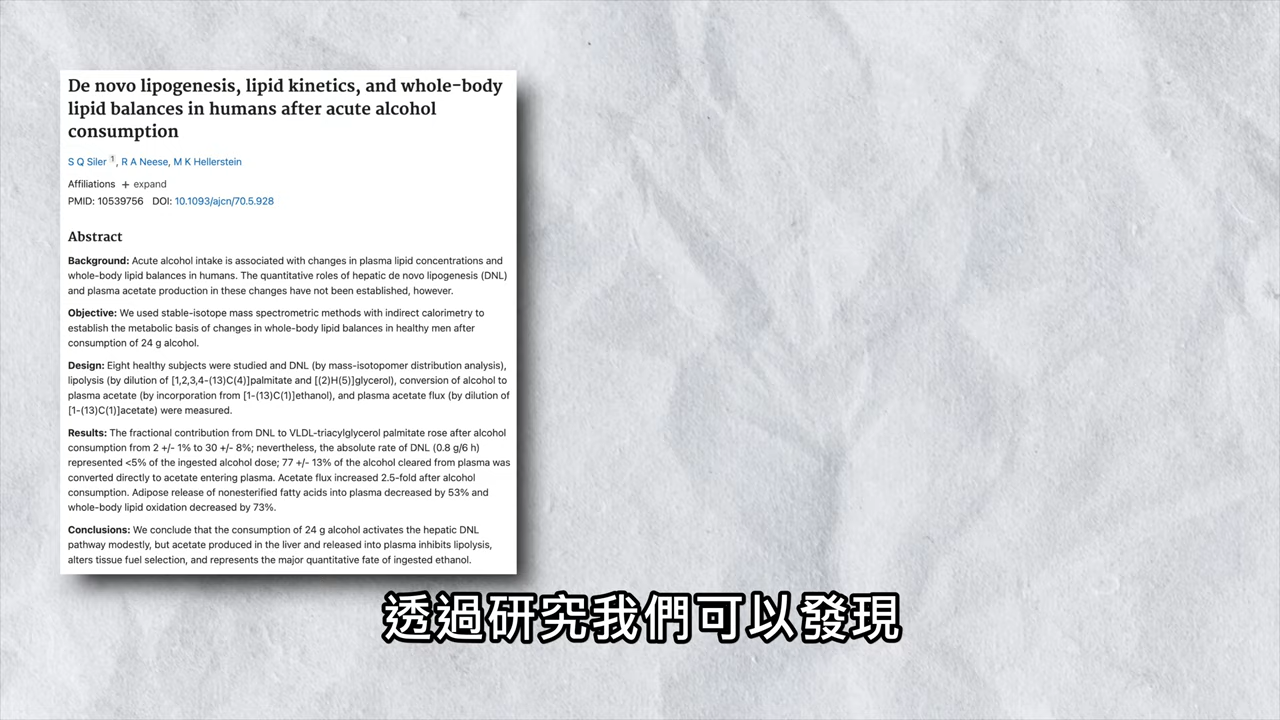 De novo lipogenesis, lipid kinetics, and whole-body
lipid balances in humans after acute alcohol
consumption
S Q Siler 1, R A Neese, M K Hellerstein
Affiliations + expand
PMID: 10539756 DOI: 10.1093/ajcn/70.5.928
Abstract
Background: Acute alcohol intake is associated with changes in plasma lipid concentrations and
whole-body lipid balances in humans. The quantitative roles of hepatic de novo lipogenesis (DNL)
and plasma acetate production in these changes have not been established, however.
Objective: We used stable-isotope mass spectrometric methods with indirect calorimetry to
establish the metabolic basis of changes in whole-body lipid balances in healthy men after
consumption of 24 g alcohol.
Design: Eight healthy subjects were studied and DNL (by mass-isotopomer distribution analysis),
lipolysis (by dilution of [1,2,3,4-(13)C(4)]palmitate and [(2)H(5)]glycerol), conversion of alcohol to
plasma acetate (by incorporation from [1-(13)C(1)]ethanol), and plasma acetate flux (by dilution of
[1-(13)C(1)]acetate) were measured.
Results: The fractional contribution from DNL to VLDL-triacylglycerol palmitate rose after alcohol
consumption from 2 +/- 1% to 30 +/- 8%; nevertheless, the absolute rate of DNL (0.8 g/6 h)
represented <5% of the ingested alcohol dose; 77 +/- 13% of the alcohol cleared from plasma was
converted directly to acetate entering plasma. Acetate flux increased 2.5-fold after alcohol
consumption. Adipose release of nonesterified fatty acids into plasma decreased by 53% and
whole-body lipid oxidation decreased by 73%.
Conclusions: We conclude that the consumption of 24 g alcohol activates the hepatic DNL
pathway modestly, but acetate produced in the liver and released into plasma inhibits lipolysis,
alters tissue fuel selection, and represents the major quantitative fate of ingested ethanol.
透過研究我們可以發現